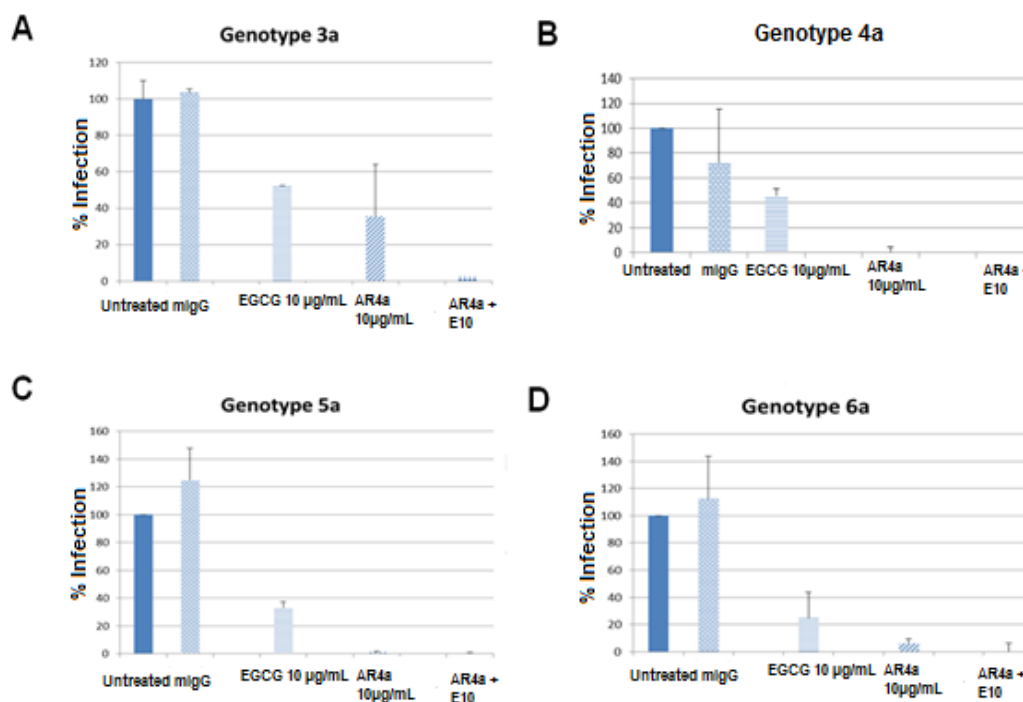 A
Genotype 3a
% Infection
120
100
80
60
40
20
0
Untreated mIgG
EGCG 10 µg/mL
AR4a
10µg/mL
AR4a +
E10
B
Genotype 4a
% Infection
140
120
100
80
60
40
20
0
Untreated
mIgG
EGCG 10µg/mL
AR4a
10µg/mL
AR4a +
E10
C
Genotype 5a
% Infection
160
140
120
100
80
60
40
20
0
Untreated mIgG
EGCG 10 µg/mL
AR4a
10µg/mL
AR4a +
E10
D
Genotype 6a
% Infection
160
140
120
100
80
60
40
20
0
Untreated mIgG
EGCG 10 µg/mL
AR4a
10µg/mL
AR4a +
E10